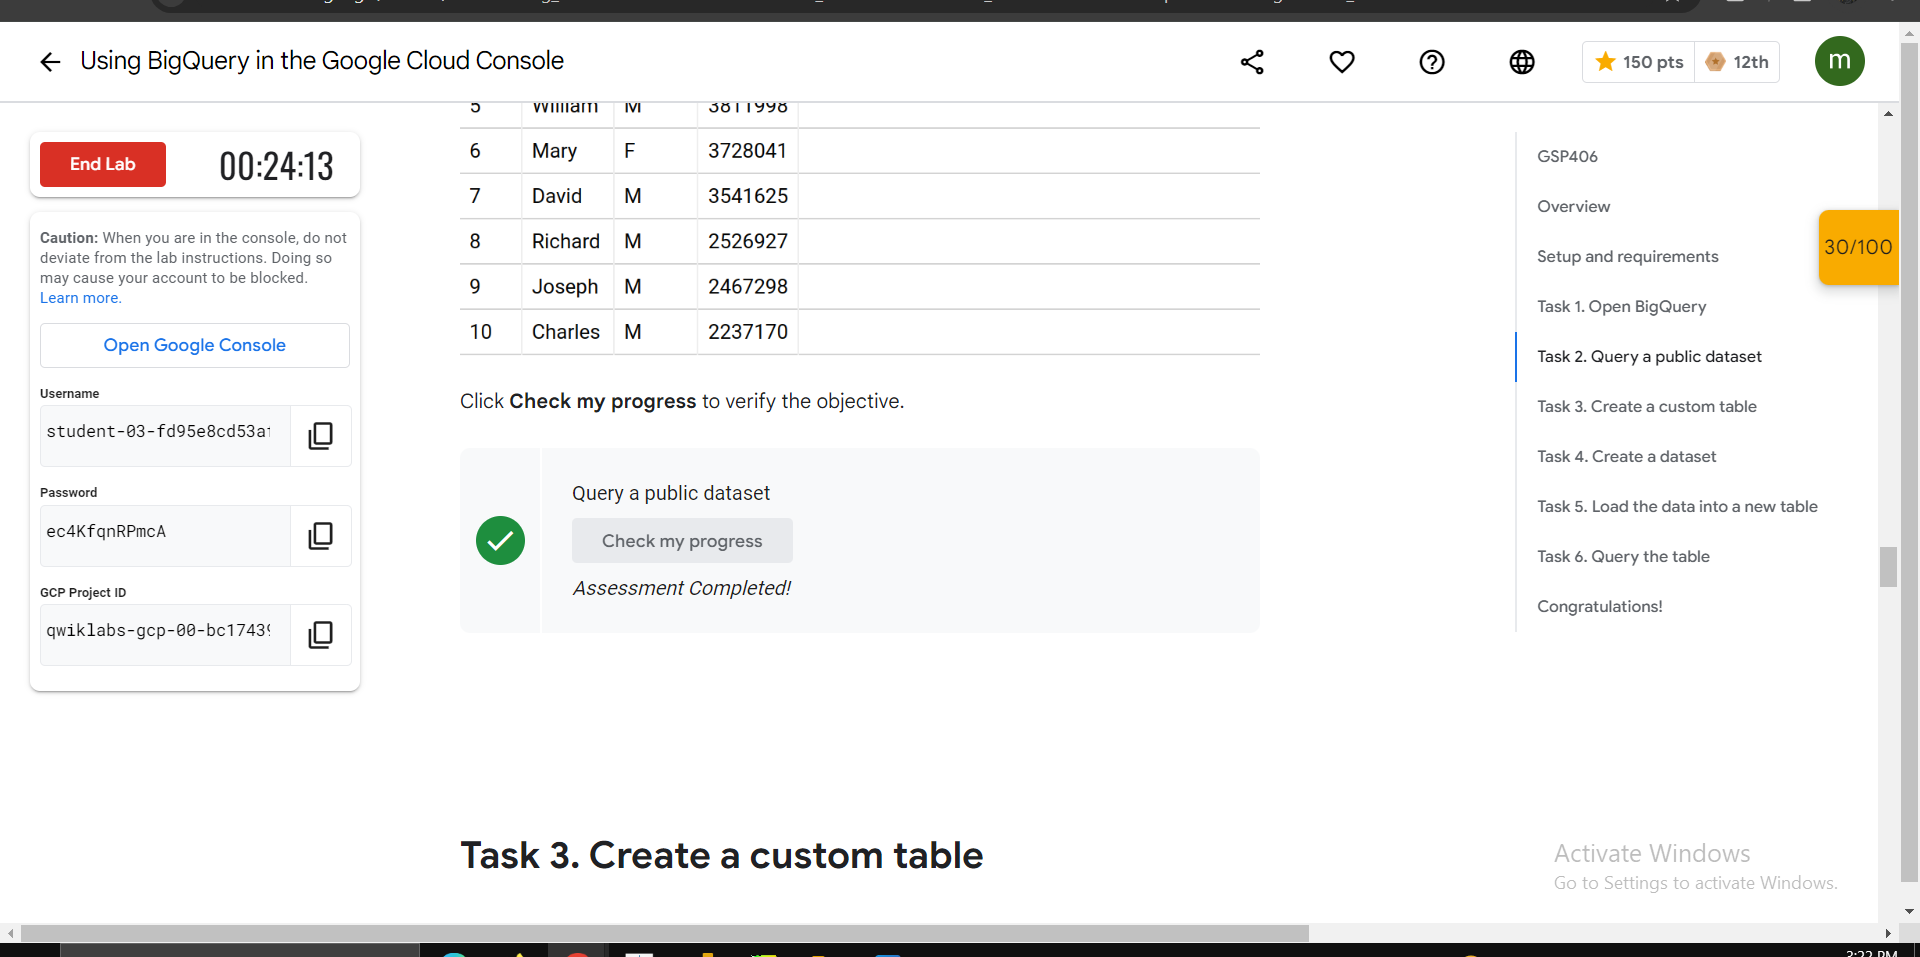 Using BigQuery in the Google Cloud Console
150 pts
12th
m
End Lab
00:24:13
Caution: When you are in the console, do not
deviate from the lab instructions. Doing so
may cause your account to be blocked.
Learn more.
Open Google Console
Username
student-03-fd95e8cd53a
Password
ec4KfqnRPmcA
GCP Project ID
qwiklabs-gcp-00-bc1743
5 William M 3811998
6 Mary F 3728041
7 David M 3541625
8 Richard M 2526927
9 Joseph M 2467298
10 Charles M 2237170
Click Check my progress to verify the objective.
Query a public dataset
Check my progress
Assessment Completed!
Task 3. Create a custom table
GSP406
Overview
Setup and requirements
Task 1. Open BigQuery
Task 2. Query a public dataset
Task 3. Create a custom table
Task 4. Create a dataset
Task 5. Load the data into a new table
Task 6. Query the table
Congratulations!
30/100
Activate Windows
Go to Settings to activate Windows.
3:22 PM